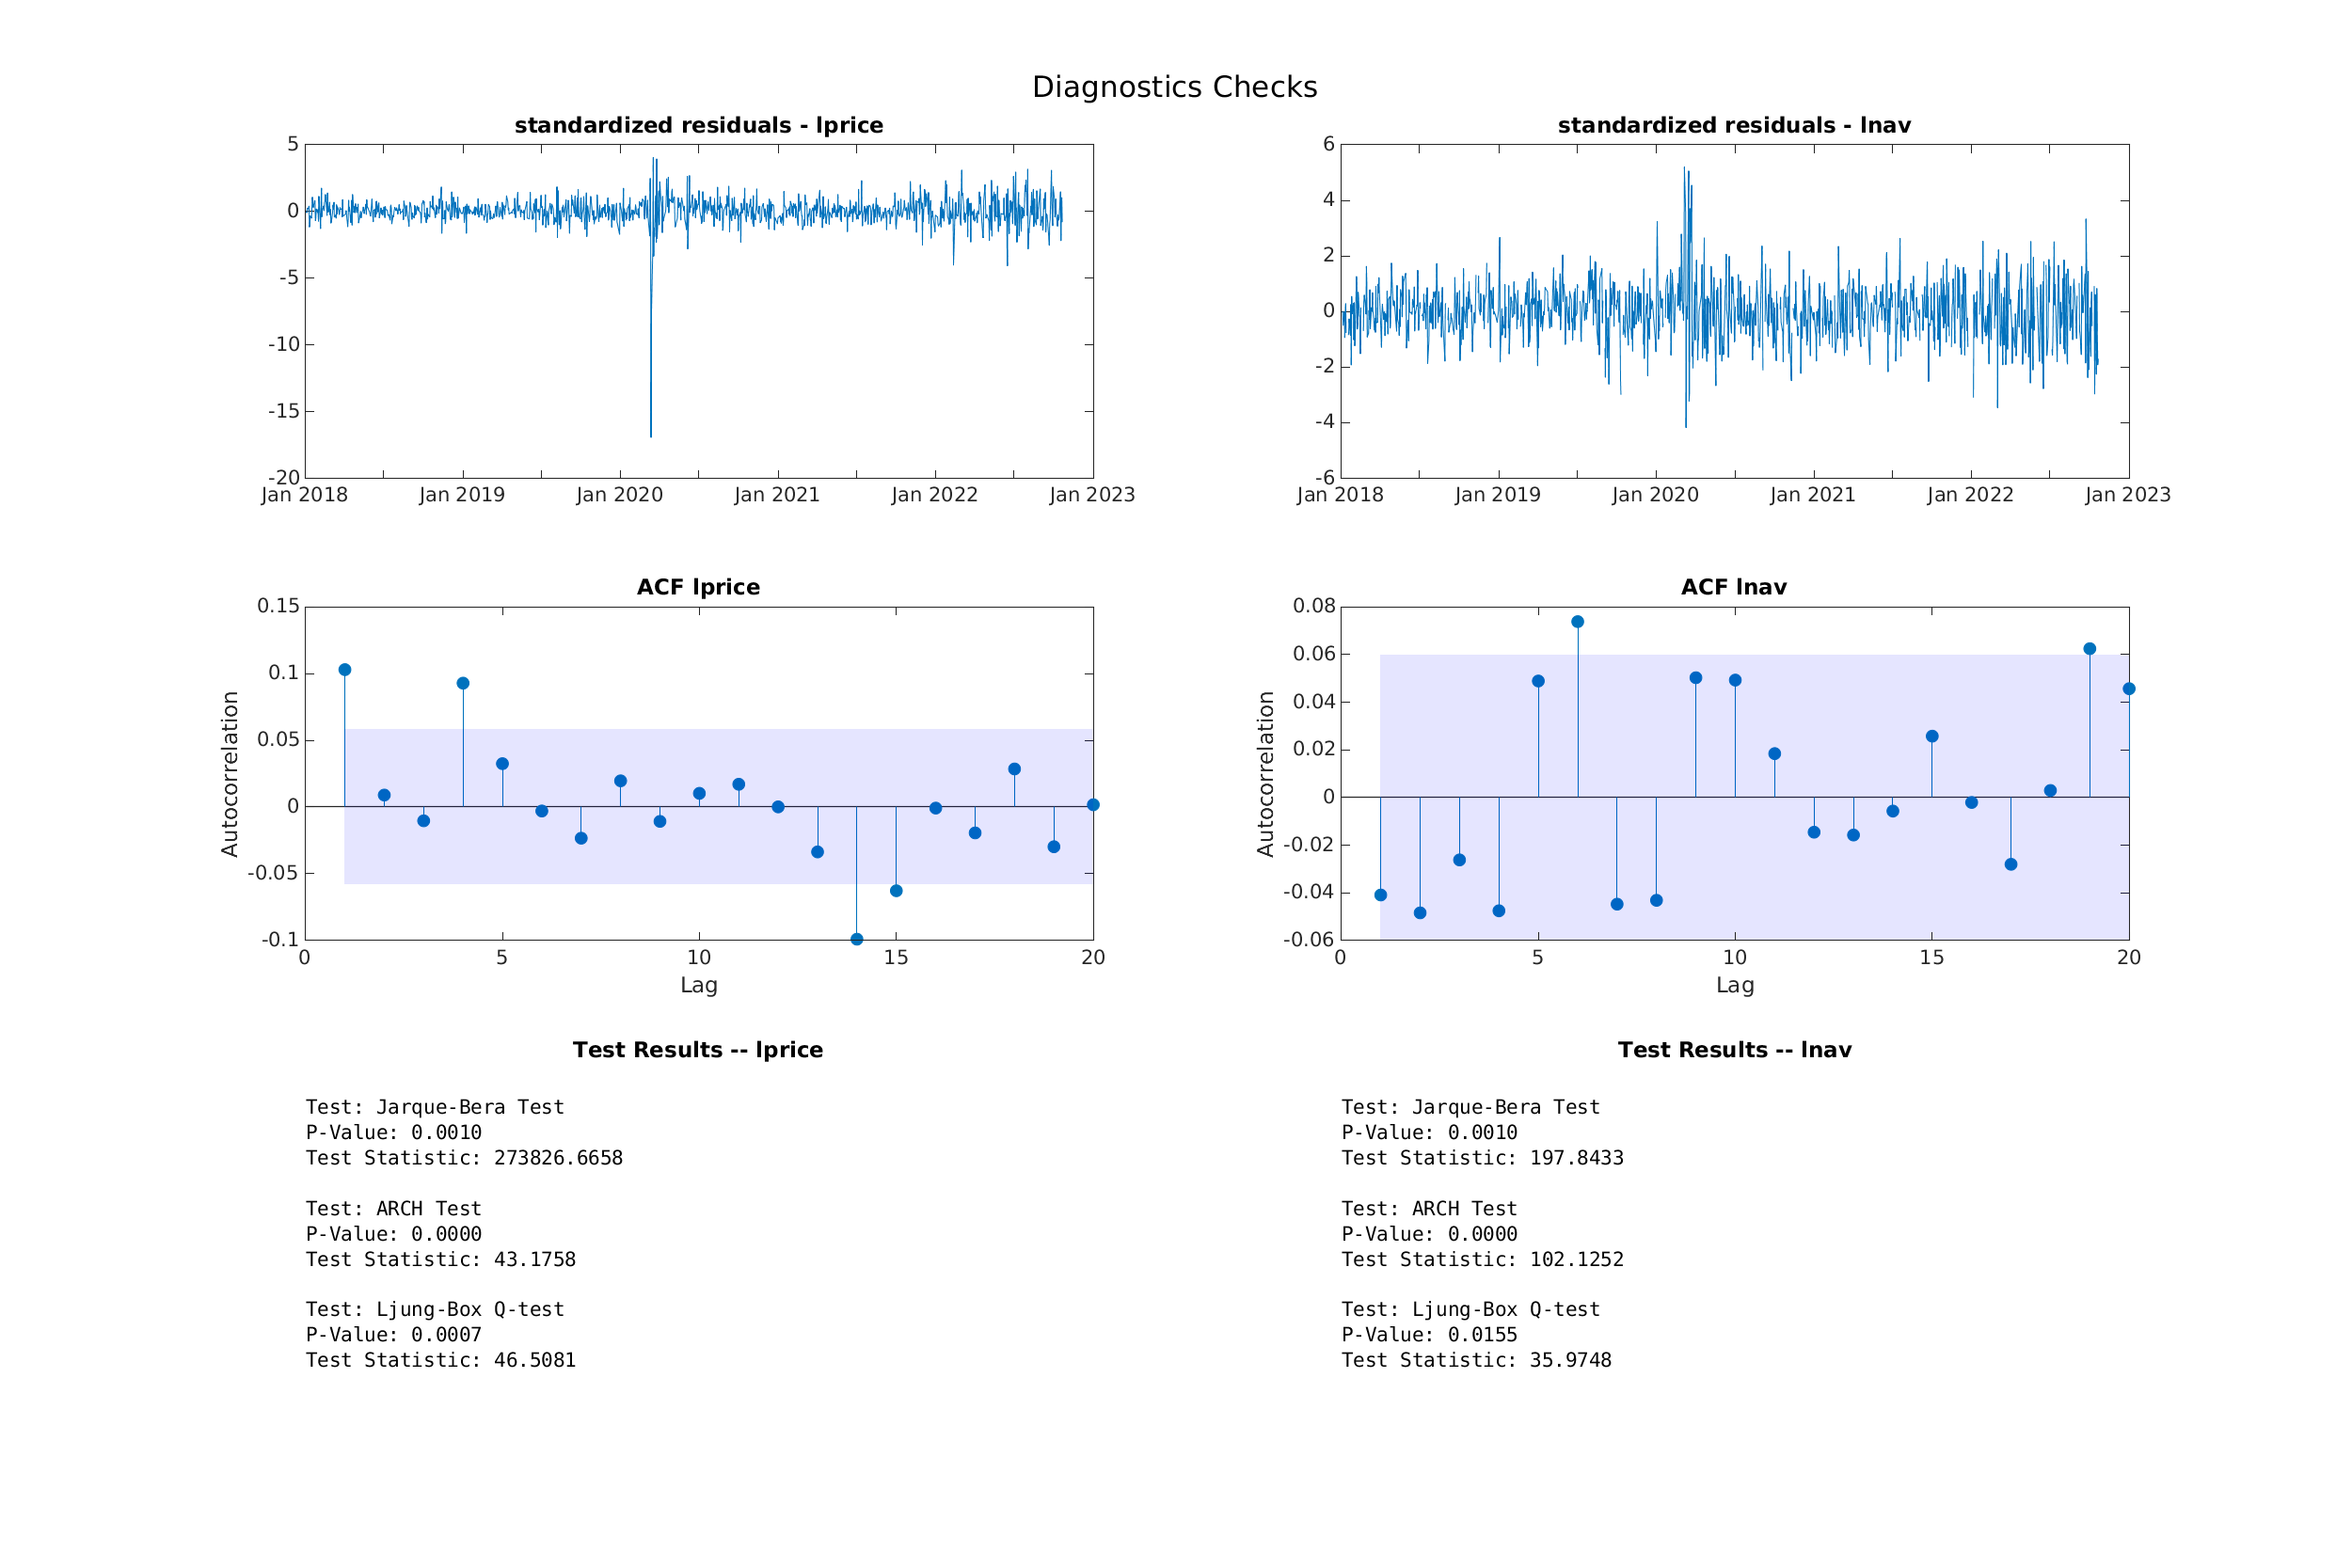 Diagnostics Checks
standardized residuals - lprice
5
0
-5
-10
-15
-20
Jan 2018 Jan 2019 Jan 2020 Jan 2021 Jan 2022 Jan 2023
standardized residuals - lnav
6
4
2
0
-2
-4
-6
Jan 2018 Jan 2019 Jan 2020 Jan 2021 Jan 2022 Jan 2023
ACF lprice
0.15
0.1
0.05
0
-0.05
-0.1
Autocorrelation
0 5 10 15 20
Lag
ACF lnav
0.08
0.06
0.04
0.02
0
-0.02
-0.04
-0.06
Autocorrelation
0 5 10 15 20
Lag
Test Results -- lprice
Test: Jarque-Bera Test
P-Value: 0.0010
Test Statistic: 273826.6658
Test: ARCH Test
P-Value: 0.0000
Test Statistic: 43.1758
Test: Ljung-Box Q-test
P-Value: 0.0007
Test Statistic: 46.5081
Test Results -- lnav
Test: Jarque-Bera Test
P-Value: 0.0010
Test Statistic: 197.8433
Test: ARCH Test
P-Value: 0.0000
Test Statistic: 102.1252
Test: Ljung-Box Q-test
P-Value: 0.0155
Test Statistic: 35.9748